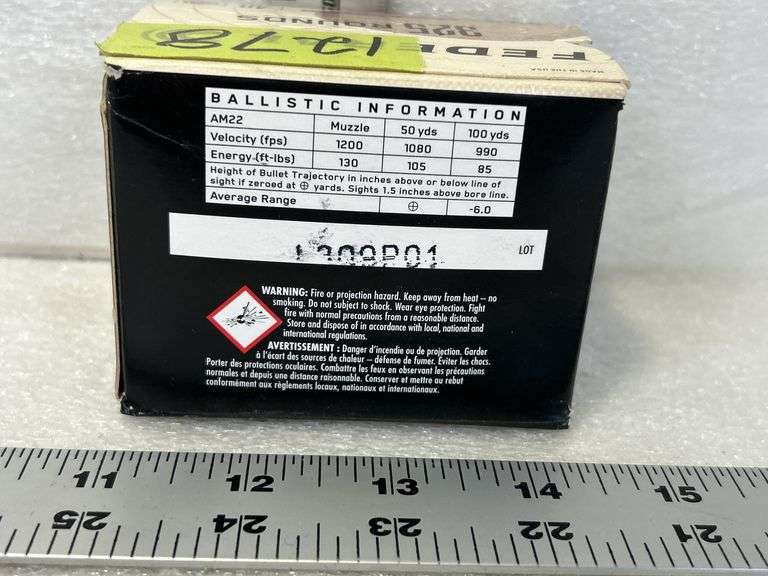 325 ROUNDS
FEDE
1278
MADE IN THE USA
BALLISTIC INFORMATION
AM22 Muzzle 50 yds 100 yds
Velocity (fps) 1200 1080 990
Energy (ft-lbs) 130 105 85
Height of Bullet Trajectory in inches above or below line of
sight if zeroed at ⊕ yards. Sights 1.5 inches above bore line.
Average Range ⊕ -6.0
LOT
WARNING: Fire or projection hazard. Keep away from heat – no
smoking. Do not subject to shock. Wear eye protection. Fight
fire with normal precautions from a reasonable distance.
Store and dispose of in accordance with local, national and
international regulations.
AVERTISSEMENT : Danger d'incendie ou de projection. Garder
à l'écart des sources de chaleur – défense de fumer. Éviter les chocs.
Porter des protections oculaires. Combattre les feux en observant les précautions
normales et depuis une distance raisonnable. Conserver et mettre au rebut
conformément aux règlements locaux, nationaux et internationaux.
11 12 13 14 15
25 24 23 22 21